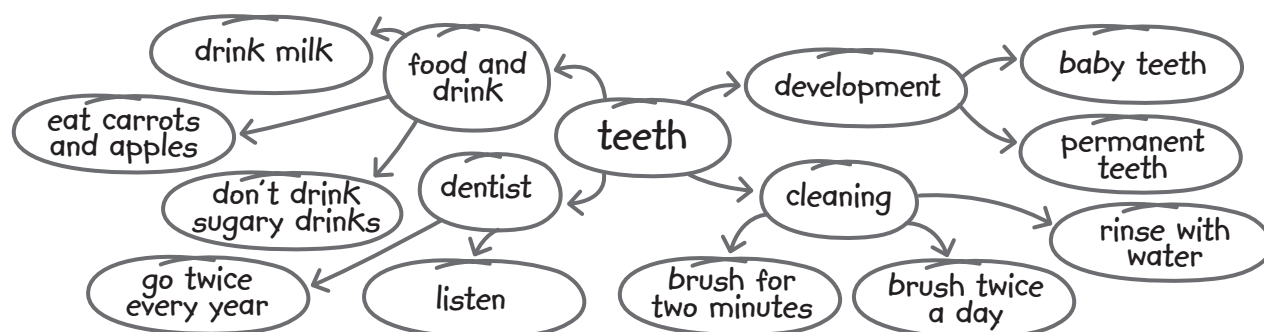 drink milk
food and
drink
eat carrots
and apples
don't drink
sugary drinks
dentist
go twice
every year
listen
teeth
development
baby teeth
permanent
teeth
cleaning
rinse with
water
brush for
two minutes
brush twice
a day